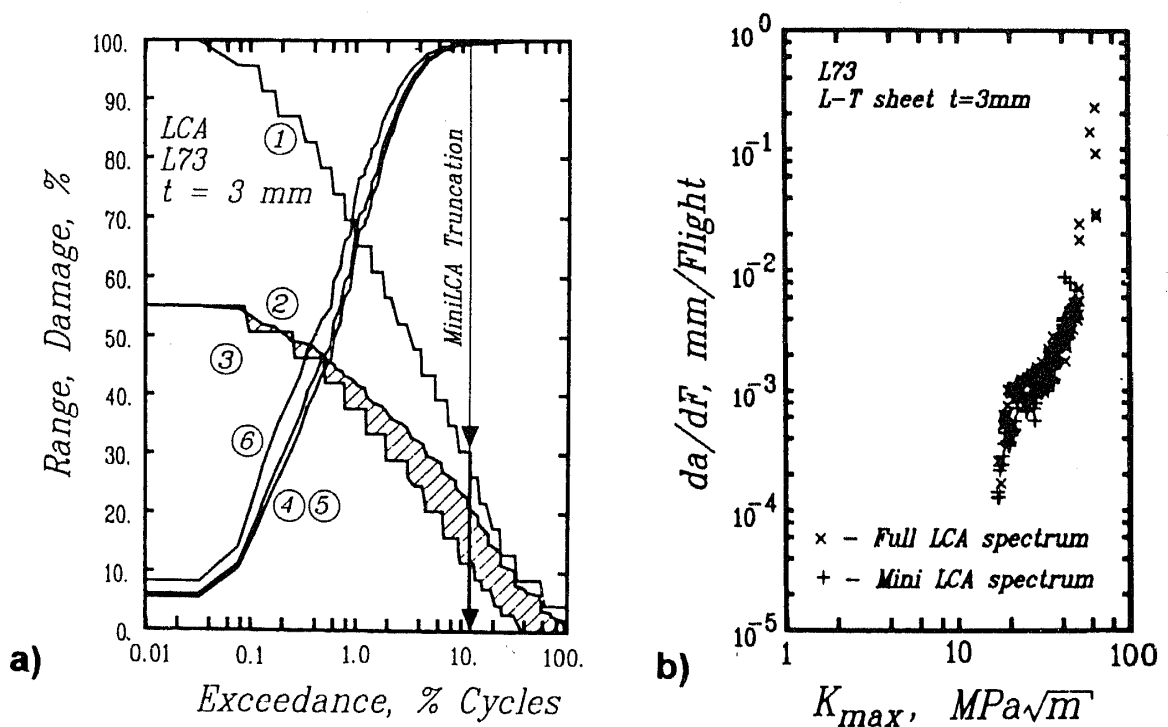 100.
90.
80.
70.
60.
50.
40.
30.
20.
10.
0.
Range, Damage, %
LCA
L73
t = 3 mm
1
2
3
6
4 5
MiniLCA Truncation
0.01 0.1 1.0 10. 100.
Exceedance, % Cycles
a)
10^0
10^-1
10^-2
10^-3
10^-4
10^-5
da/dF, mm/Flight
L73
L-T sheet t=3mm
× - Full LCA spectrum
+ - Mini LCA spectrum
1 10 100
K_max, MPa√m
b)